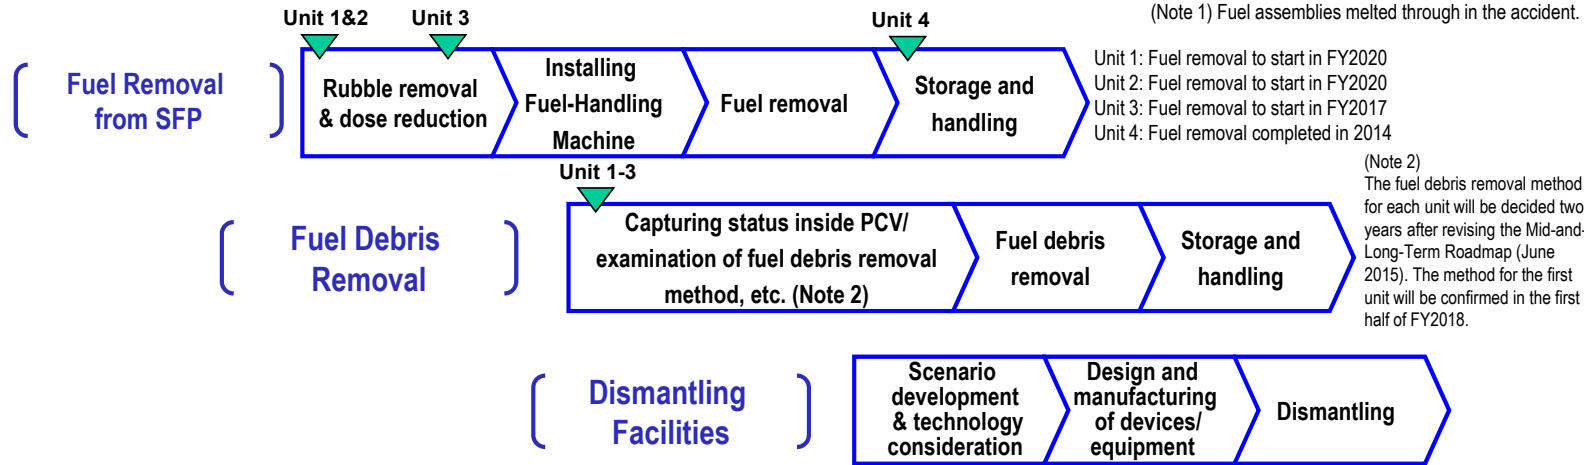 (Note 1) Fuel assemblies melted through in the accident.
Unit 1&2
Unit 3
Unit 4
Fuel Removal
from SFP
Rubble removal
& dose reduction
Installing
Fuel-Handling
Machine
Fuel removal
Storage and
handling
Unit 1: Fuel removal to start in FY2020
Unit 2: Fuel removal to start in FY2020
Unit 3: Fuel removal to start in FY2017
Unit 4: Fuel removal completed in 2014
Unit 1-3
Fuel Debris
Removal
Capturing status inside PCV/
examination of fuel debris removal
method, etc. (Note 2)
Fuel debris
removal
Storage and
handling
(Note 2)
The fuel debris removal method
for each unit will be decided two
years after revising the Mid-and-
Long-Term Roadmap (June
2015). The method for the first
unit will be confirmed in the first
half of FY2018.
Dismantling
Facilities
Scenario
development
& technology
consideration
Design and
manufacturing
of devices/
equipment
Dismantling